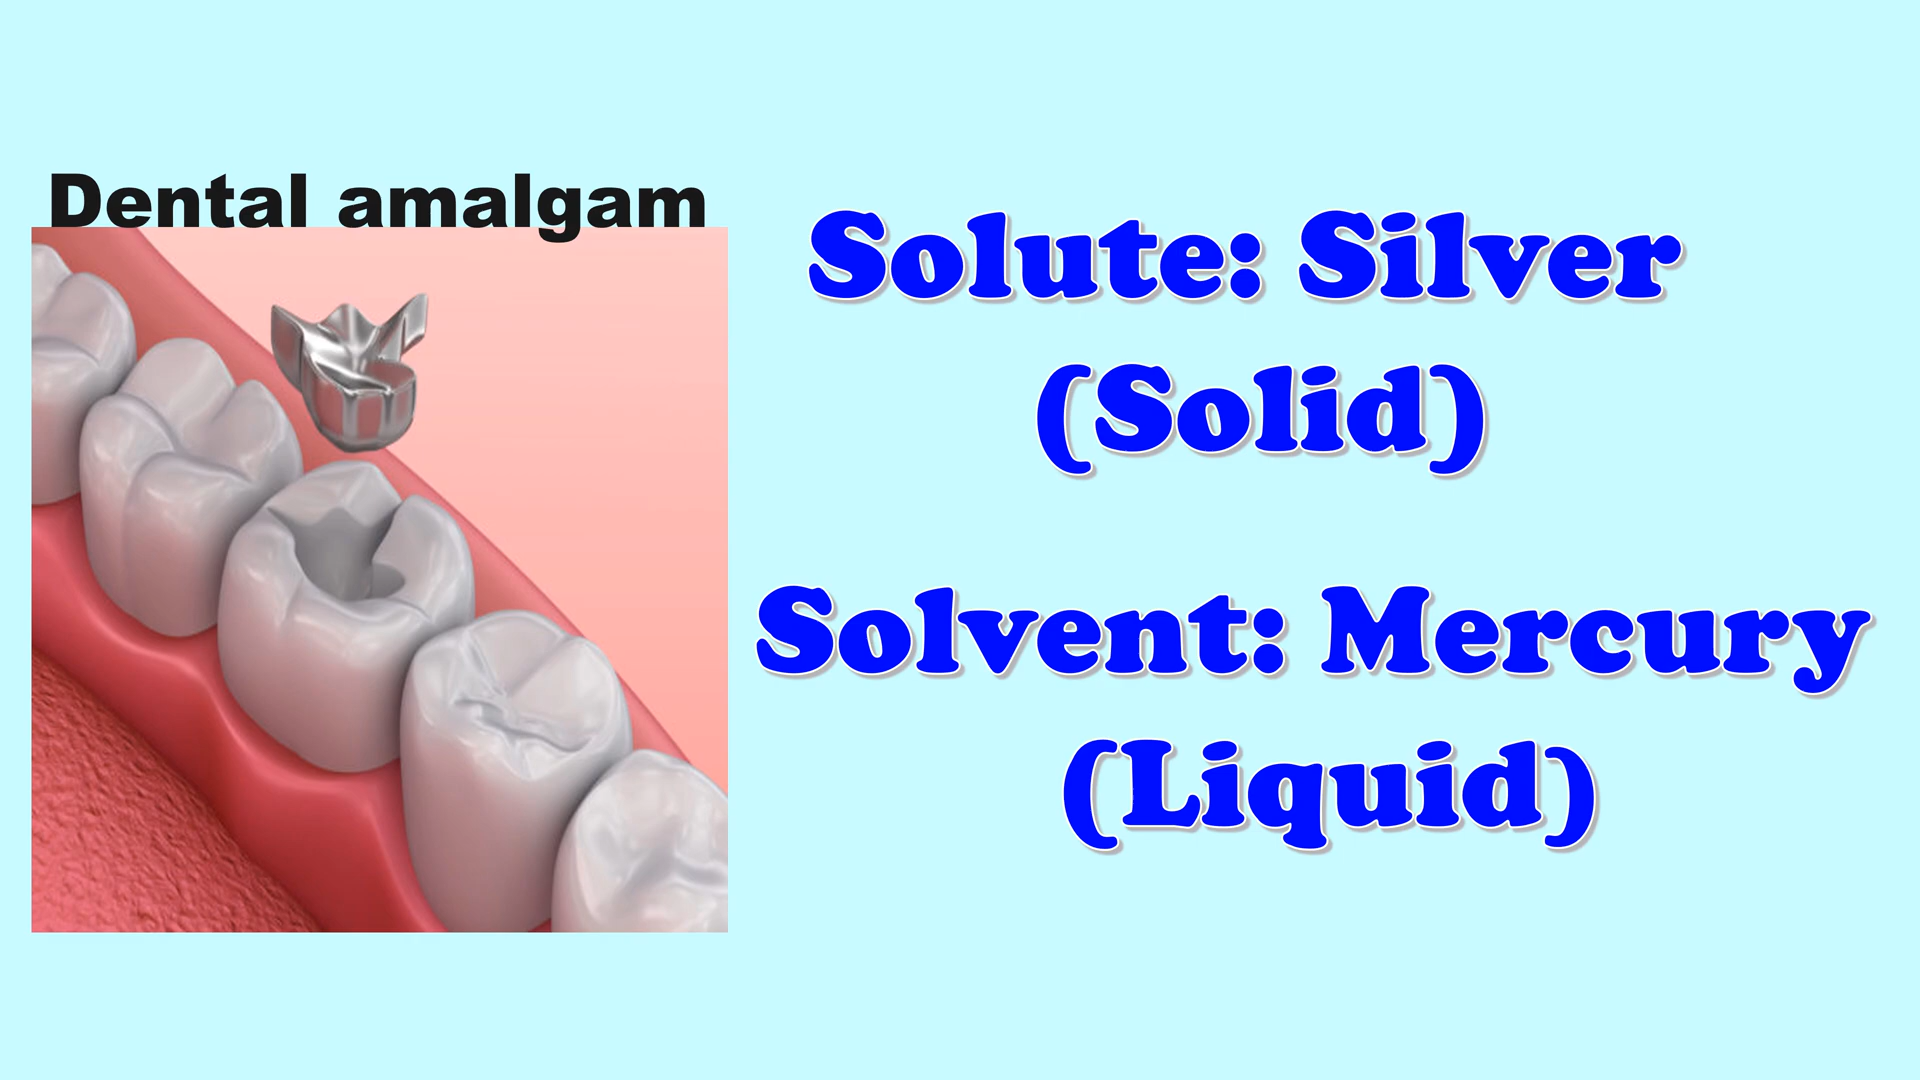 Dental amalgam
Solute: Silver
(Solid)
Solvent: Mercury
(Liquid)